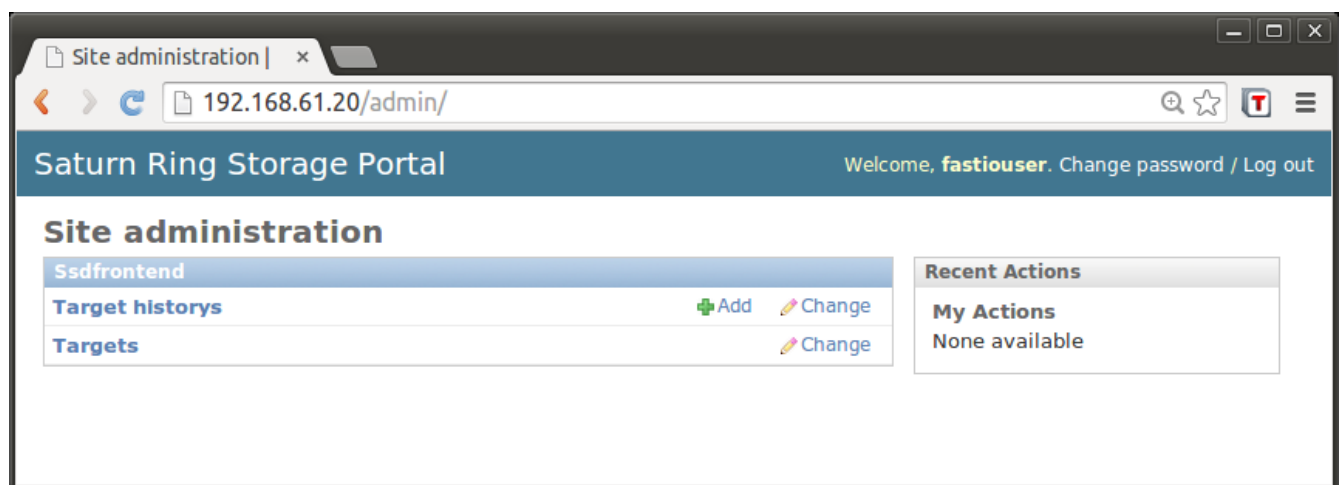 Site administration |
192.168.61.20/admin/
T
Saturn Ring Storage Portal
Welcome, fastiouser. Change password / Log out
Site administration
Ssdfrontend
Target historys Add Change
Targets Change
Recent Actions
My Actions
None available